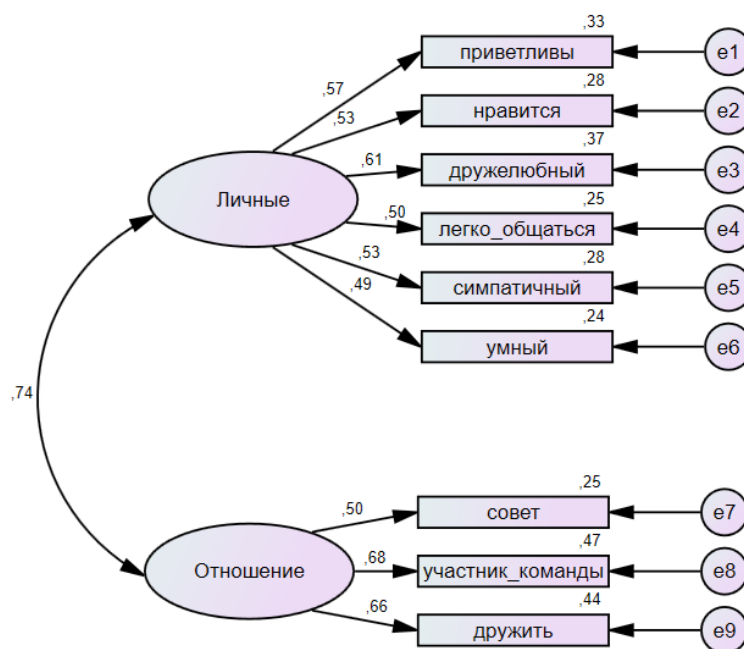 ,33
приветливы
e1
,57
,28
нравится
e2
,53
,37
дружелюбный
e3
,61
Личные
,25
легко_общаться
e4
,50
,28
симпатичный
e5
,53
,24
умный
e6
,49
,74
,25
совет
e7
,50
,47
участник_команды
e8
,68
Отношение
,44
дружить
e9
,66